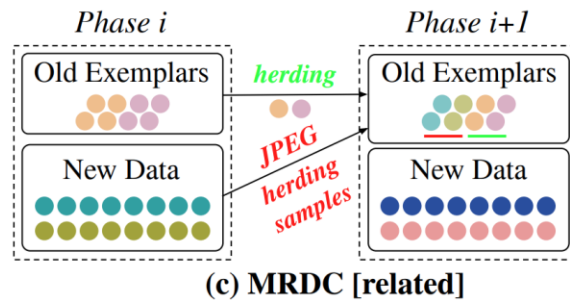 Phase i
Phase i+1
Old Exemplars
herding
Old Exemplars
New Data
JPEG
herding
samples
New Data
(c) MRDC [related]